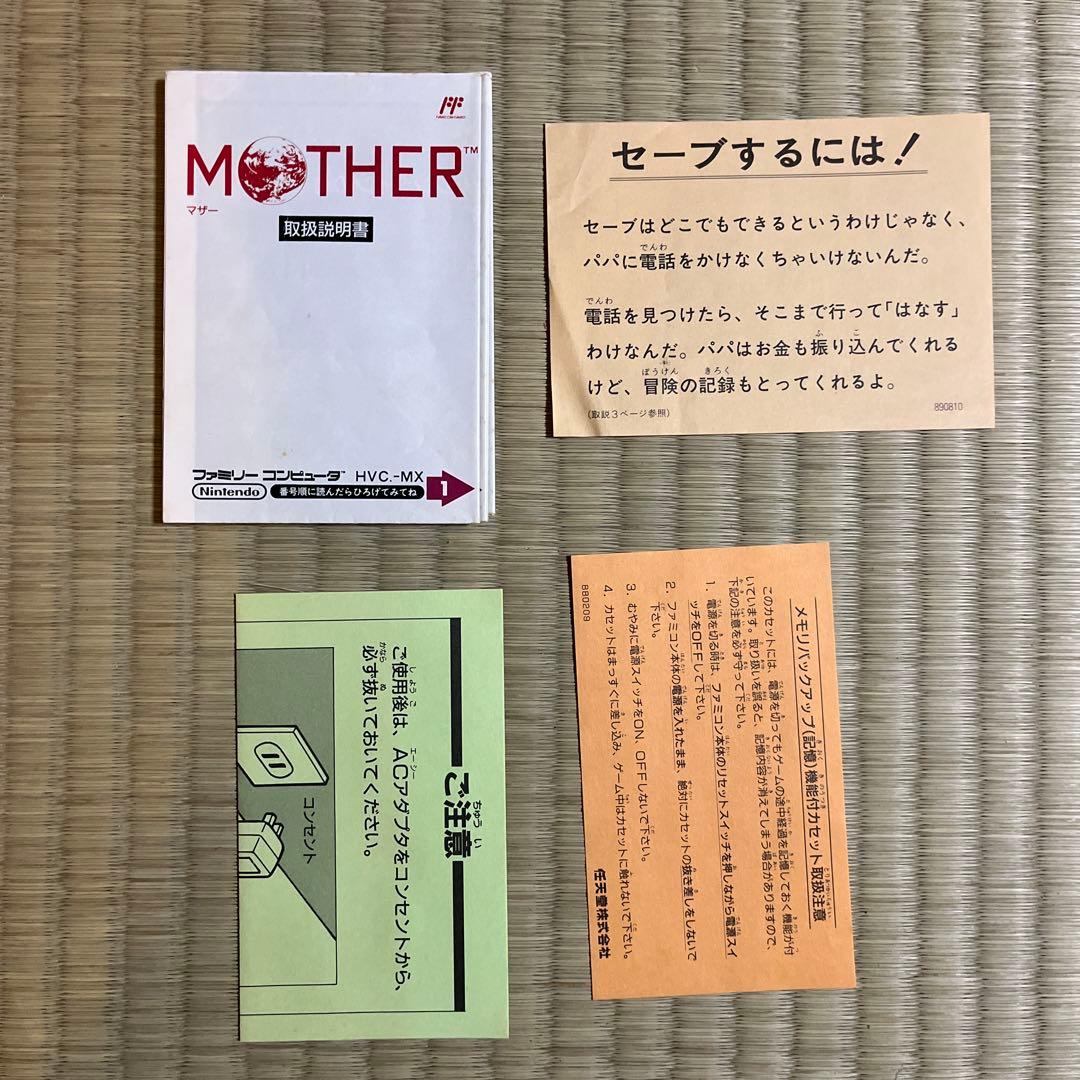 FAMICOM FAMILY
MOTHER™
マザー
取扱説明書
ファミリー コンピュータ™ HVC.-MX
Nintendo 番号順に読んだらひろげてみてね 1
セーブするには!
セーブはどこでもできるというわけじゃなく、
パパに電話をかけなくちゃいけないんだ。
電話を見つけたら、そこまで行って「はなす」
わけなんだ。パパはお金も振り込んでくれる
けど、冒険の記録もとってくれるよ。
(取説3ページ参照)
890810
ご注意
ご使用後は、ACアダプタをコンセントから、
必ず抜いておいてください。
コンセント
メモリバックアップ(記憶)機能付カセット取扱注意
このカセットには、電源を切ってもゲームの途中経過を記憶しておく機能が付
いています。取り扱いを誤ると、記憶内容が消えてしまう場合がありますので、
下記の注意を必ず守って下さい。
1. 電源を切る時は、ファミコン本体のリセットスイッチを押しながら電源スイ
ッチをOFFして下さい。
2. ファミコン本体の電源を入れたまま、絶対にカセットの抜き差しをしないで
下さい。
3. むやみに電源スイッチをON、OFFしないで下さい。
4. カセットはまっすぐに差し込み、ゲーム中はカセットに触れないで下さい。
880209
任天堂株式会社